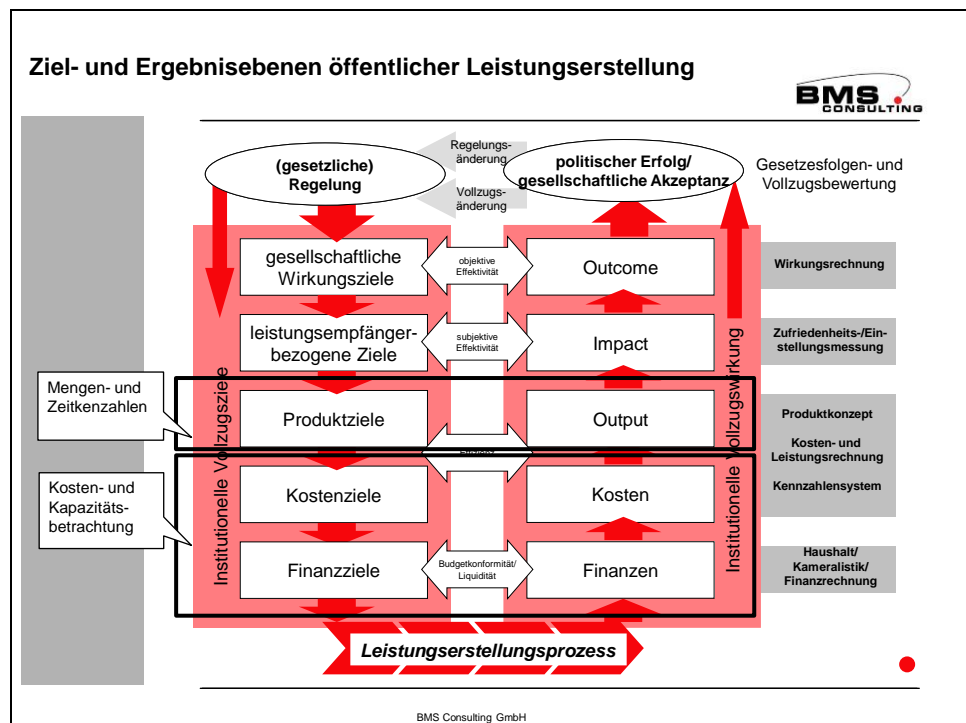 Ziel- und Ergebnisebenen öffentlicher Leistungserstellung
BMS
CONSULTING
(gesetzliche)
Regelung
Regelungs-
änderung
Vollzugs-
änderung
politischer Erfolg/
gesellschaftliche Akzeptanz
Gesetzesfolgen- und
Vollzugsbewertung
gesellschaftliche
Wirkungsziele
objektive
Effektivität
Outcome
Wirkungsrechnung
leistungsempfänger-
bezogene Ziele
subjektive
Effektivität
Impact
Zufriedenheits-/Ein-
stellungsmessung
Mengen- und
Zeitkenzahlen
Produktziele
Output
Produktkonzept
Kosten- und
Leistungsrechnung
Kennzahlensystem
Kosten- und
Kapazitäts-
betrachtung
Kostenziele
Kosten
Finanzziele
Budgetkonformität/
Liquidität
Finanzen
Haushalt/
Kameralistik/
Finanzrechnung
Institutionelle Vollzugsziele
Institutionelle Vollzugswirkung
Leistungserstellungsprozess
BMS Consulting GmbH